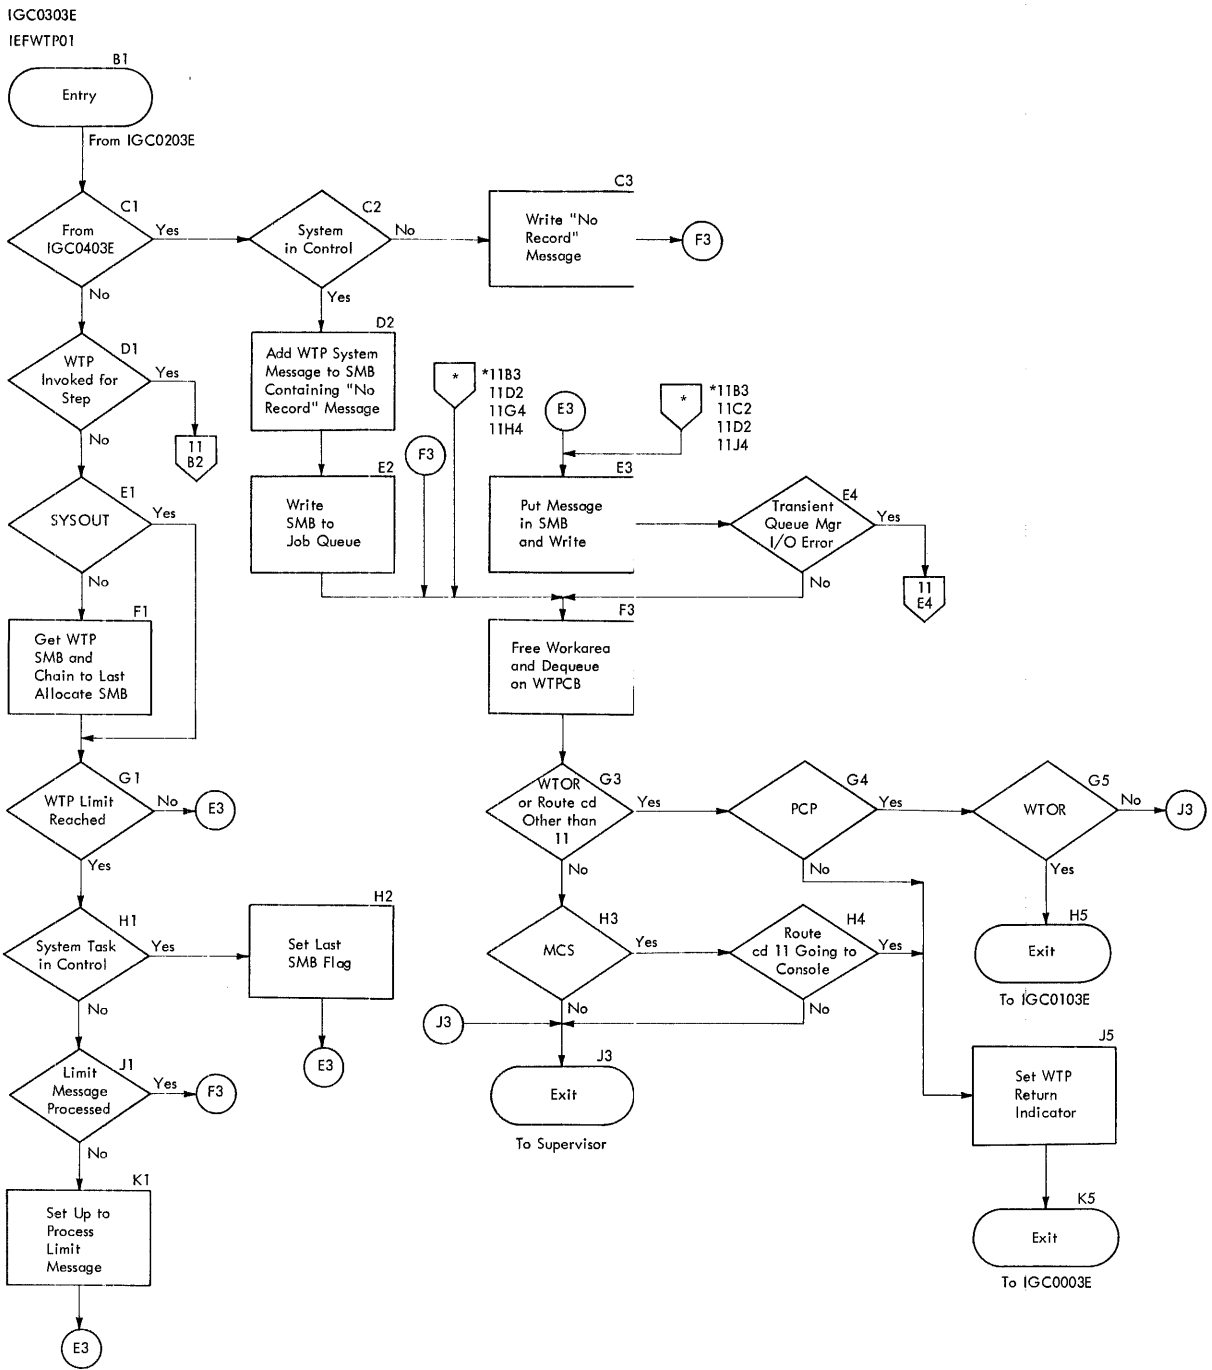 IGC0303E
IEFWTP01
B1
Entry
From IGC0203E
C1
From
IGC0403E
Yes
No
C2
System
in Control
No
Yes
C3
Write "No
Record"
Message
F3
D1
WTP
Invoked for
Step
Yes
No
11
B2
D2
Add WTP System
Message to SMB
Containing "No
Record" Message
*
*11B3
11D2
11G4
11H4
E3
*
*11B3
11C2
11D2
11J4
F3
E1
SYSOUT
Yes
No
E2
Write
SMB to
Job Queue
E3
Put Message
in SMB
and Write
E4
Transient
Queue Mgr
I/O Error
Yes
No
11
E4
F1
Get WTP
SMB and
Chain to Last
Allocate SMB
F3
Free Workarea
and Dequeue
on WTPCB
G1
WTP Limit
Reached
No
E3
Yes
G3
WTOR
or Route cd
Other than
11
Yes
No
G4
PCP
Yes
No
G5
WTOR
No
J3
Yes
H1
System Task
in Control
Yes
No
H2
Set Last
SMB Flag
E3
H3
MCS
Yes
No
H4
Route
cd 11 Going to
Console
Yes
No
H5
Exit
To IGC0103E
J3
J1
Limit
Message
Processed
Yes
F3
No
J3
Exit
To Supervisor
J5
Set WTP
Return
Indicator
K1
Set Up to
Process
Limit
Message
E3
K5
Exit
To IGC0003E